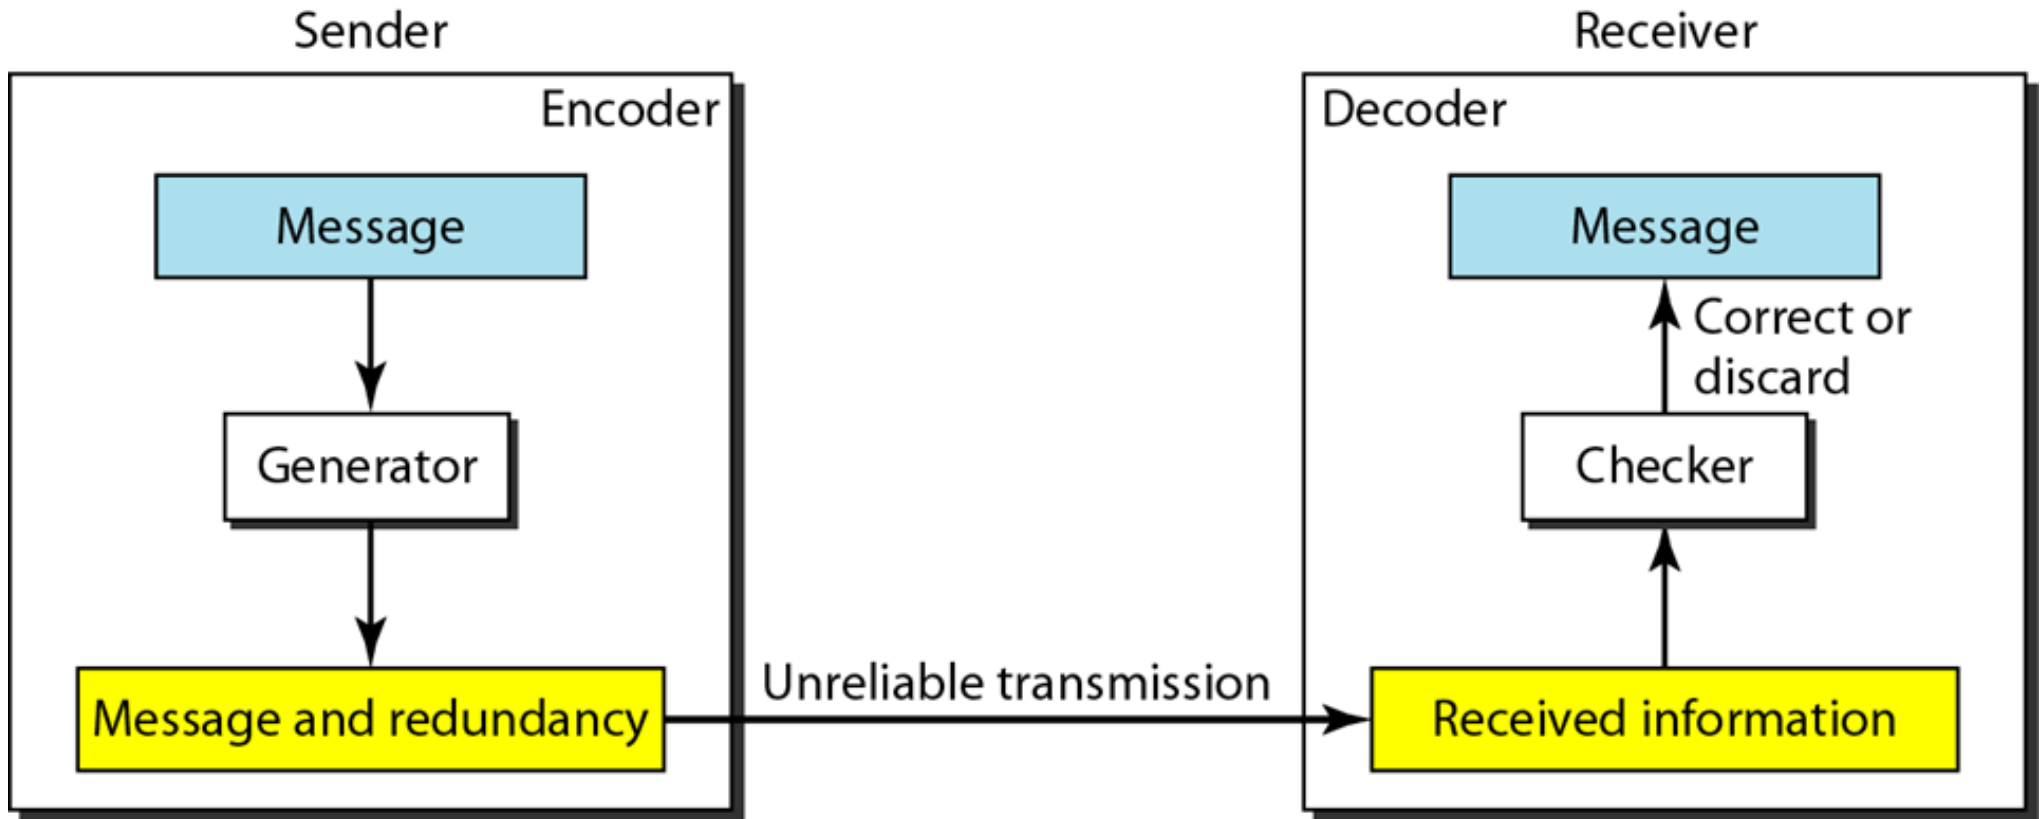 Sender
Encoder
Message
Generator
Message and redundancy
Unreliable transmission
Receiver
Decoder
Message
Correct or
discard
Checker
Received information